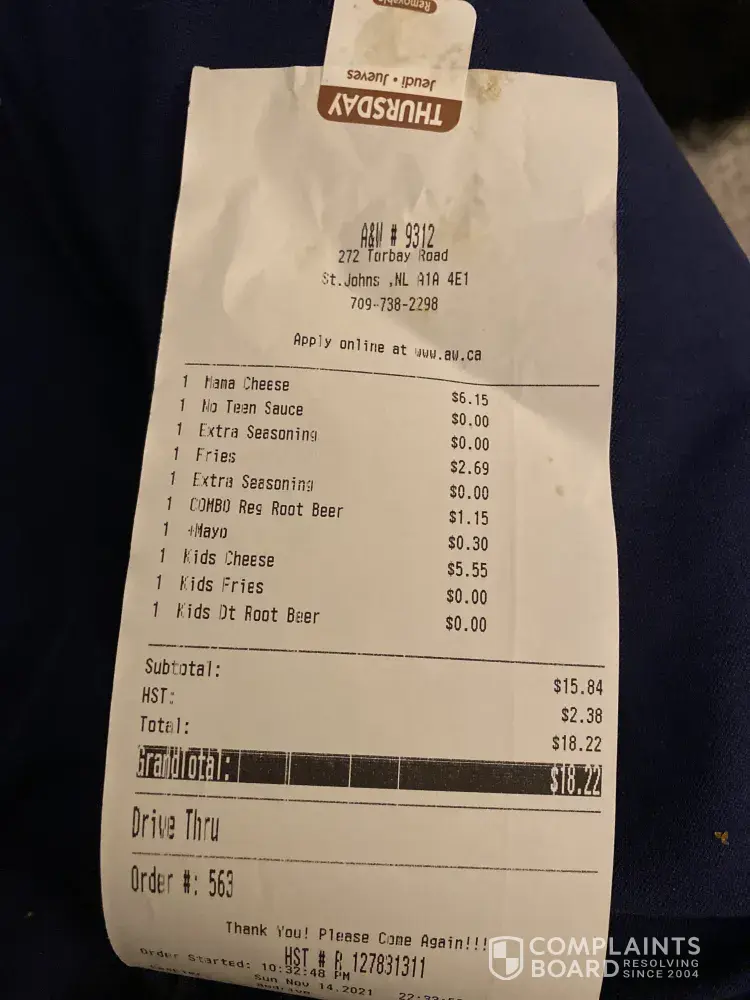 Removable
Jeudi • Jueves
THURSDAY
A&W # 9312
272 Torbay Road
St.Johns ,NL A1A 4E1
709-738-2298
Apply online at www.aw.ca
1 Mama Cheese $6.15
1 No Teen Sauce $0.00
1 Extra Seasoning $0.00
1 Fries $2.69
1 Extra Seasoning $0.00
1 COMBO Reg Root Beer $1.15
1 +Mayo $0.30
1 Kids Cheese $5.55
1 Kids Fries $0.00
1 Kids Dt Root Beer $0.00
Subtotal: $15.84
HST: $2.38
Total: $18.22
GrandTotal: $18.22
Drive Thru
Order #: 563
Thank You! Please Come Again!!!
HST # R 127831311
Order Started: 10:32:48 PM
Sun Nov 14,2021
COMPLAINTS
BOARD RESOLVING
SINCE 2004